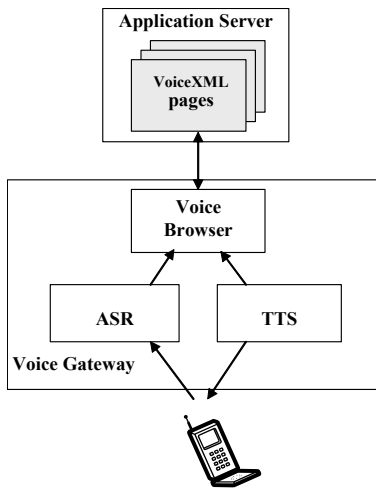 Application Server
VoiceXML
pages
Voice
Browser
ASR
TTS
Voice Gateway